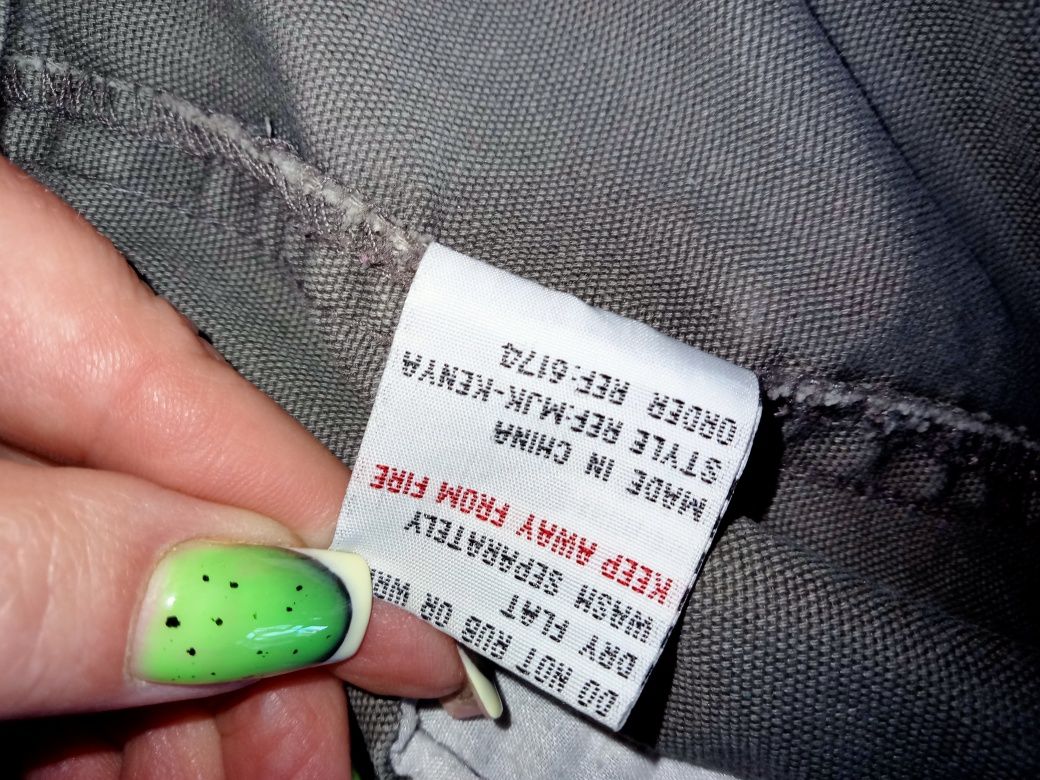 DO NOT RUB OR
DRY FLAT
WASH SEPARATELY
KEEP AWAY FROM FIRE
MADE IN CHINA
STYLE REF:MJK-KENYA
ORDER REF:6174